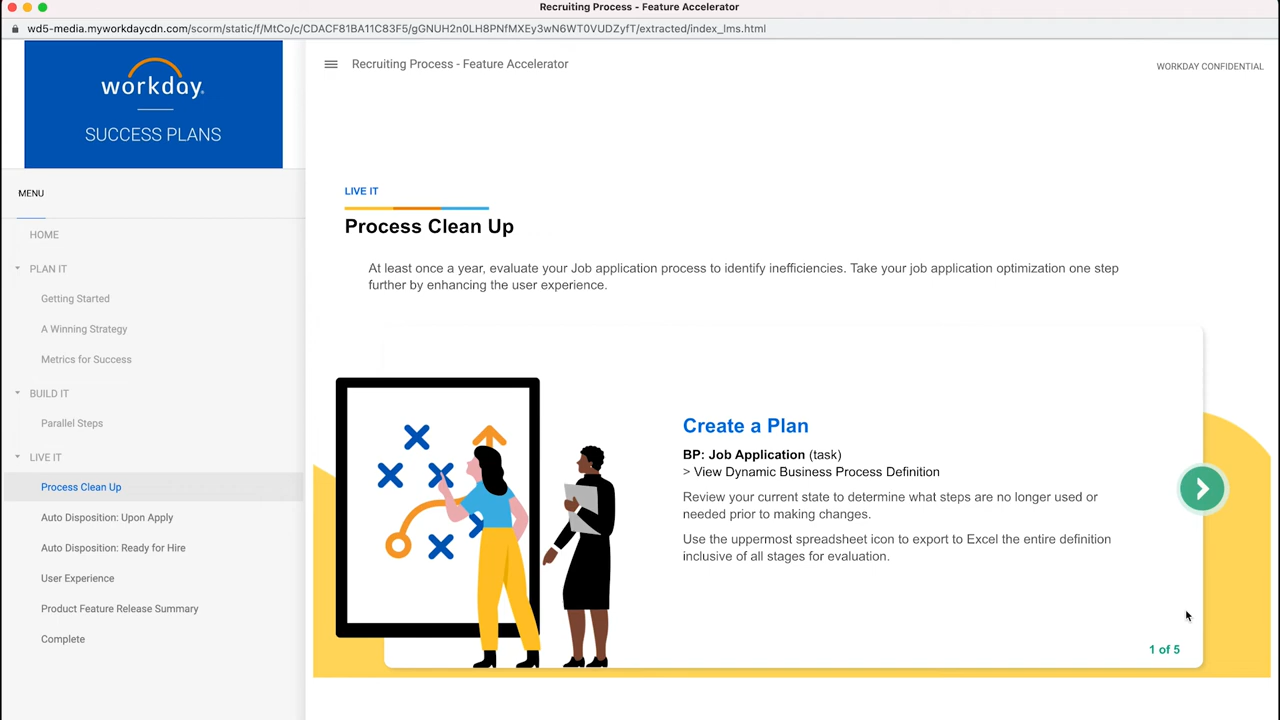 Recruiting Process - Feature Accelerator
wd5-media.myworkdaycdn.com/scorm/static/f/MtCo/c/CDACF81BA11C83F5/gGNUH2n0LH8PNfMXEy3wN6WT0VUDZyfT/extracted/index_lms.html
workday.
SUCCESS PLANS
MENU
HOME
PLAN IT
Getting Started
A Winning Strategy
Metrics for Success
BUILD IT
Parallel Steps
LIVE IT
Process Clean Up
Auto Disposition: Upon Apply
Auto Disposition: Ready for Hire
User Experience
Product Feature Release Summary
Complete
Recruiting Process - Feature Accelerator
WORKDAY CONFIDENTIAL
LIVE IT
Process Clean Up
At least once a year, evaluate your Job application process to identify inefficiencies. Take your job application optimization one step
further by enhancing the user experience.
Create a Plan
BP: Job Application (task)
> View Dynamic Business Process Definition
Review your current state to determine what steps are no longer used or
needed prior to making changes.
Use the uppermost spreadsheet icon to export to Excel the entire definition
inclusive of all stages for evaluation.
1 of 5